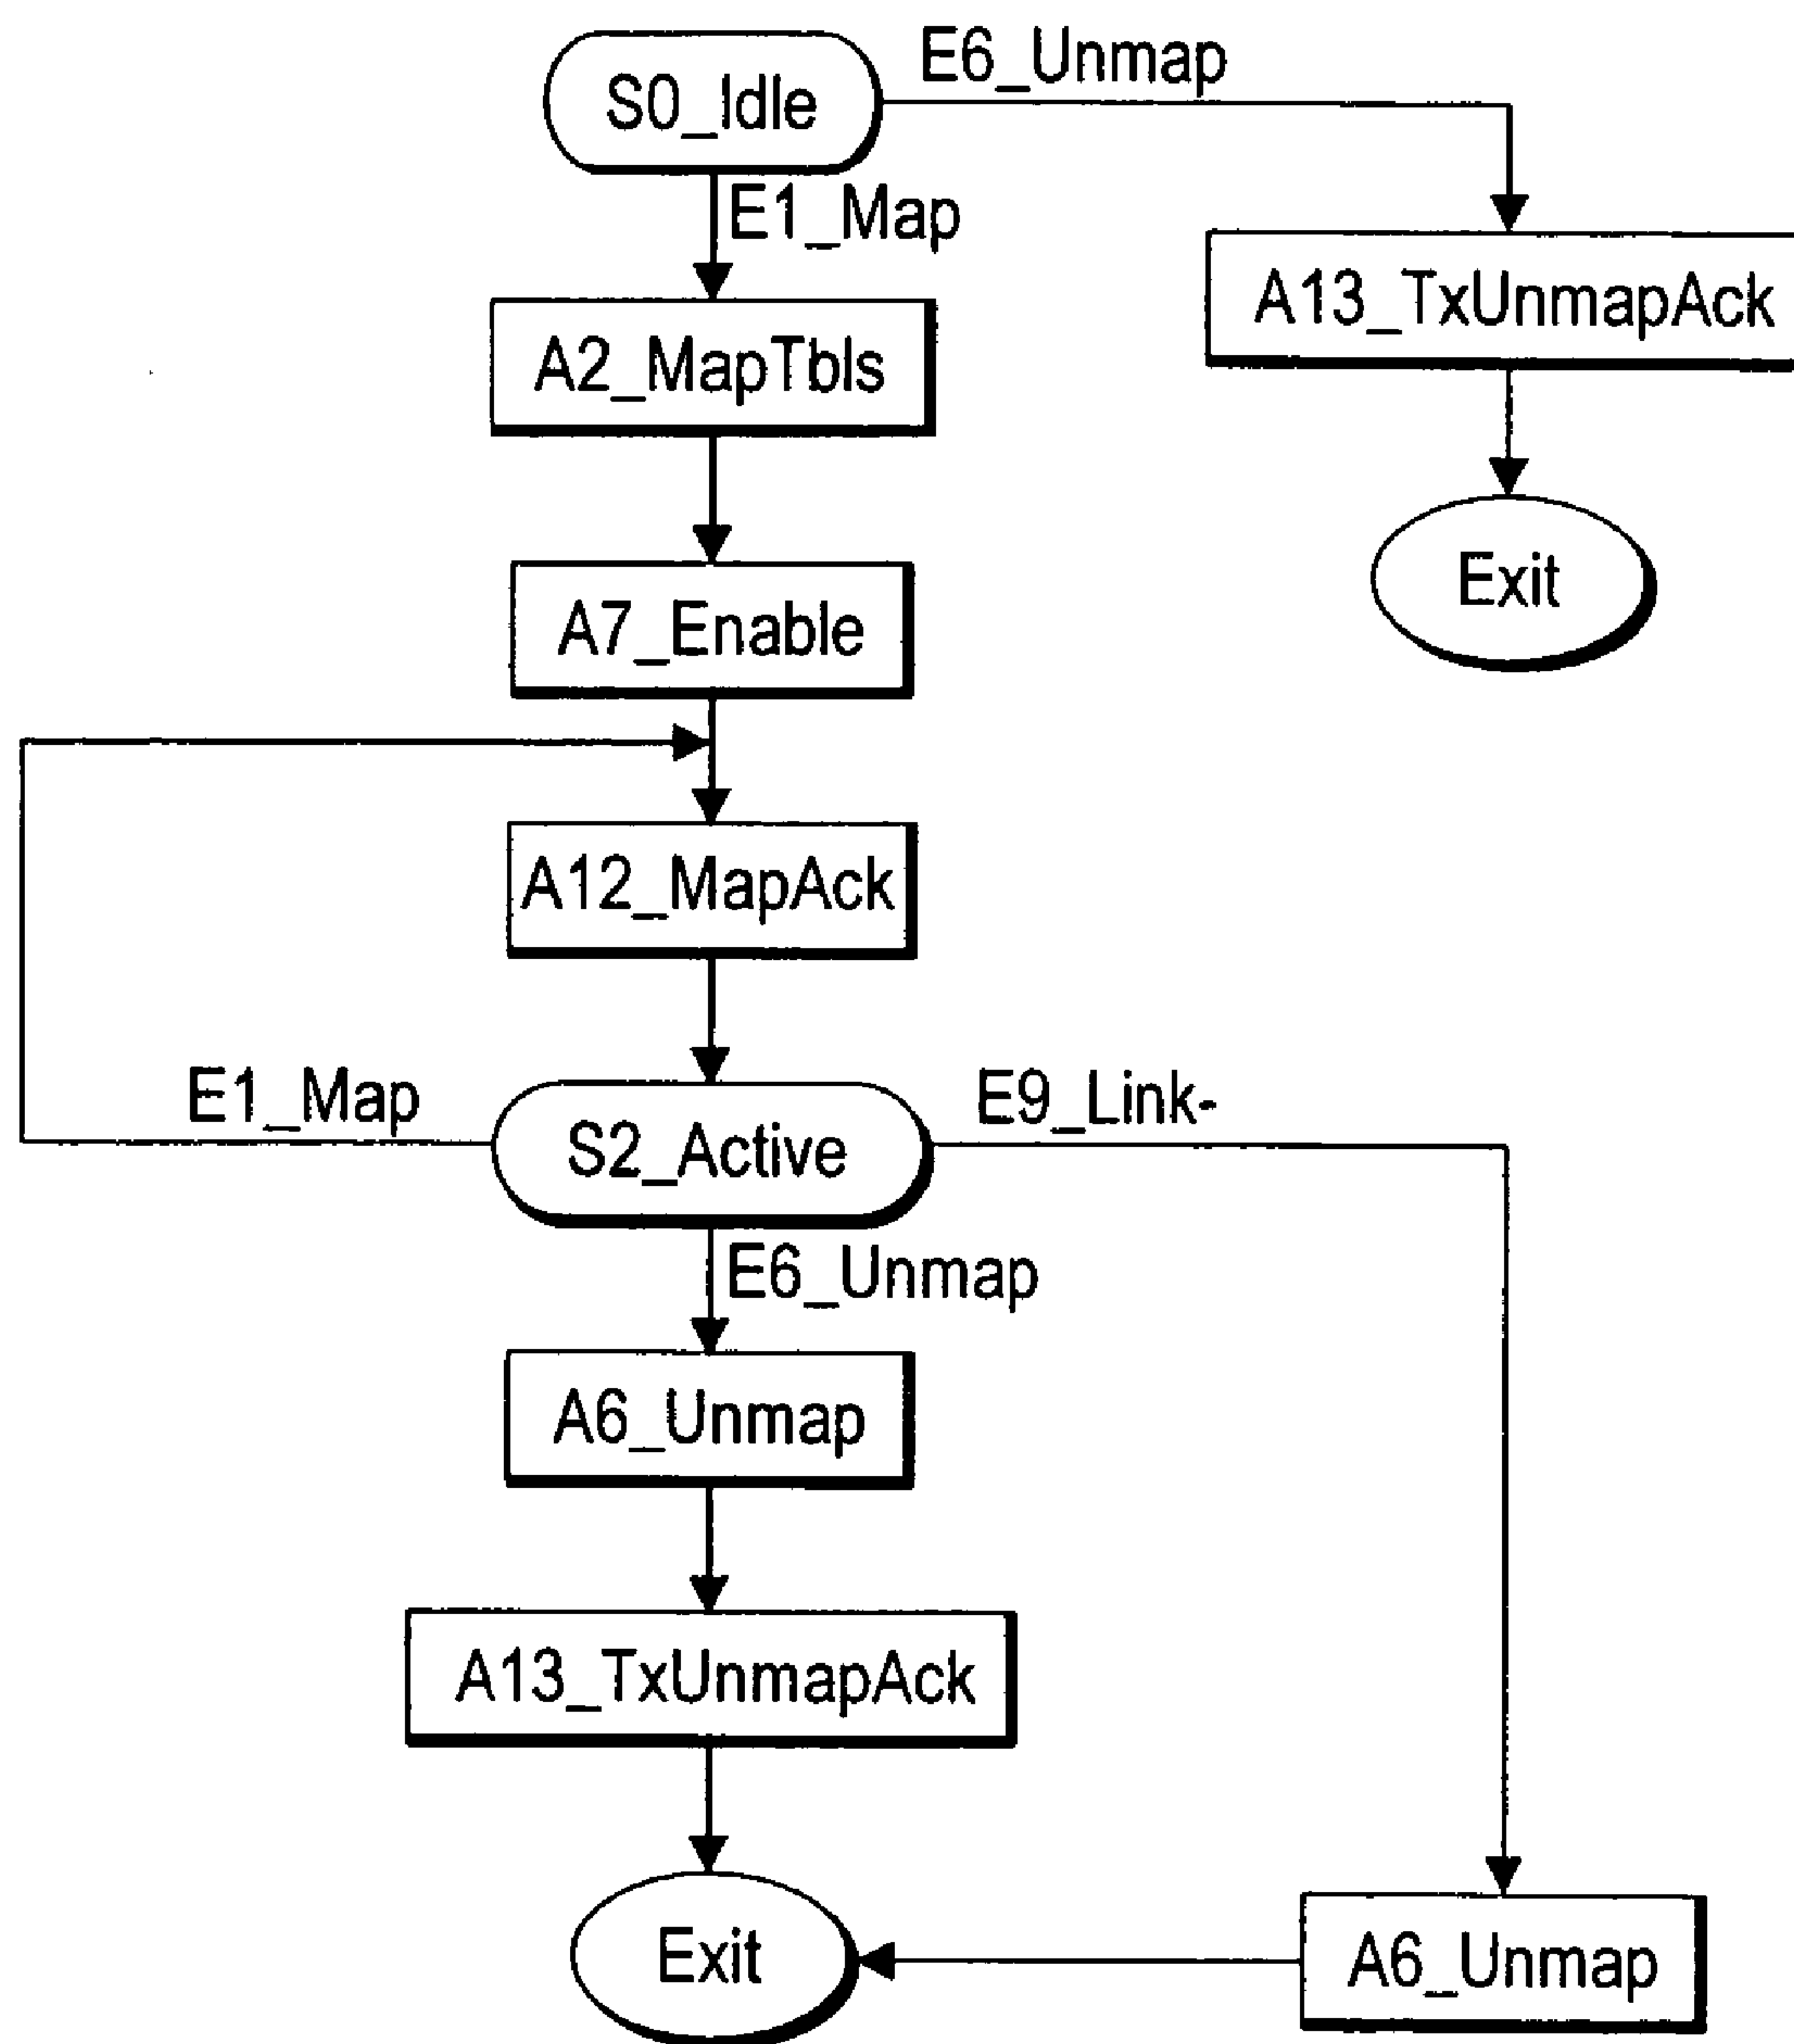 S0_Idle
E6_Unmap
E1_Map
A13_TxUnmapAck
A2_MapTbls
Exit
A7_Enable
A12_MapAck
E1_Map
S2_Active
E9_Link-
E6_Unmap
A6_Unmap
A13_TxUnmapAck
Exit
A6_Unmap